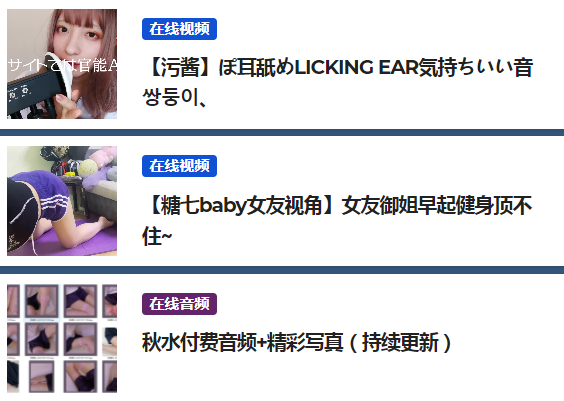 在线视频
【污酱】ぽ耳舐めLICKING EAR気持ちいい音
쌍둥이、
サイトでは官能A
在线视频
【糖七baby女友视角】女友御姐早起健身顶不
住~
在线音频
秋水付费音频+精彩写真（持续更新）